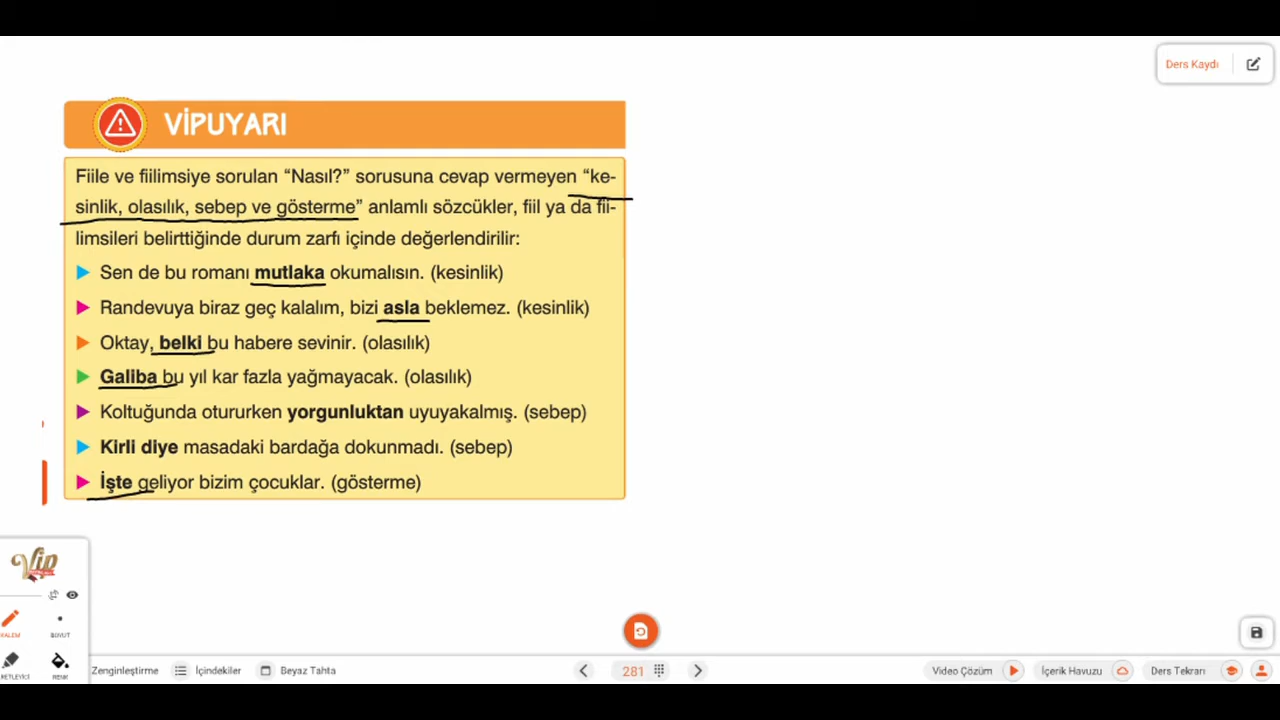 Ders Kaydı
VİPUYARI
Fiile ve fiilimsiye sorulan “Nasıl?” sorusuna cevap vermeyen “ke-
sinlik, olasılık, sebep ve gösterme” anlamlı sözcükler, fiil ya da fii-
limsileri belirttiğinde durum zarfı içinde değerlendirilir:
Sen de bu romanı mutlaka okumalısın. (kesinlik)
Randevuya biraz geç kalalım, bizi asla beklemez. (kesinlik)
Oktay, belki bu habere sevinir. (olasılık)
Galiba bu yıl kar fazla yağmayacak. (olasılık)
Koltuğunda otururken yorgunluktan uyuyakalmış. (sebep)
Kirli diye masadaki bardağa dokunmadı. (sebep)
İşte geliyor bizim çocuklar. (gösterme)
Vip
KALEM BOYUT
RENK
Zenginleştirme İçindekiler Beyaz Tahta 281 Video Çözüm İçerik Havuzu Ders Tekrarı